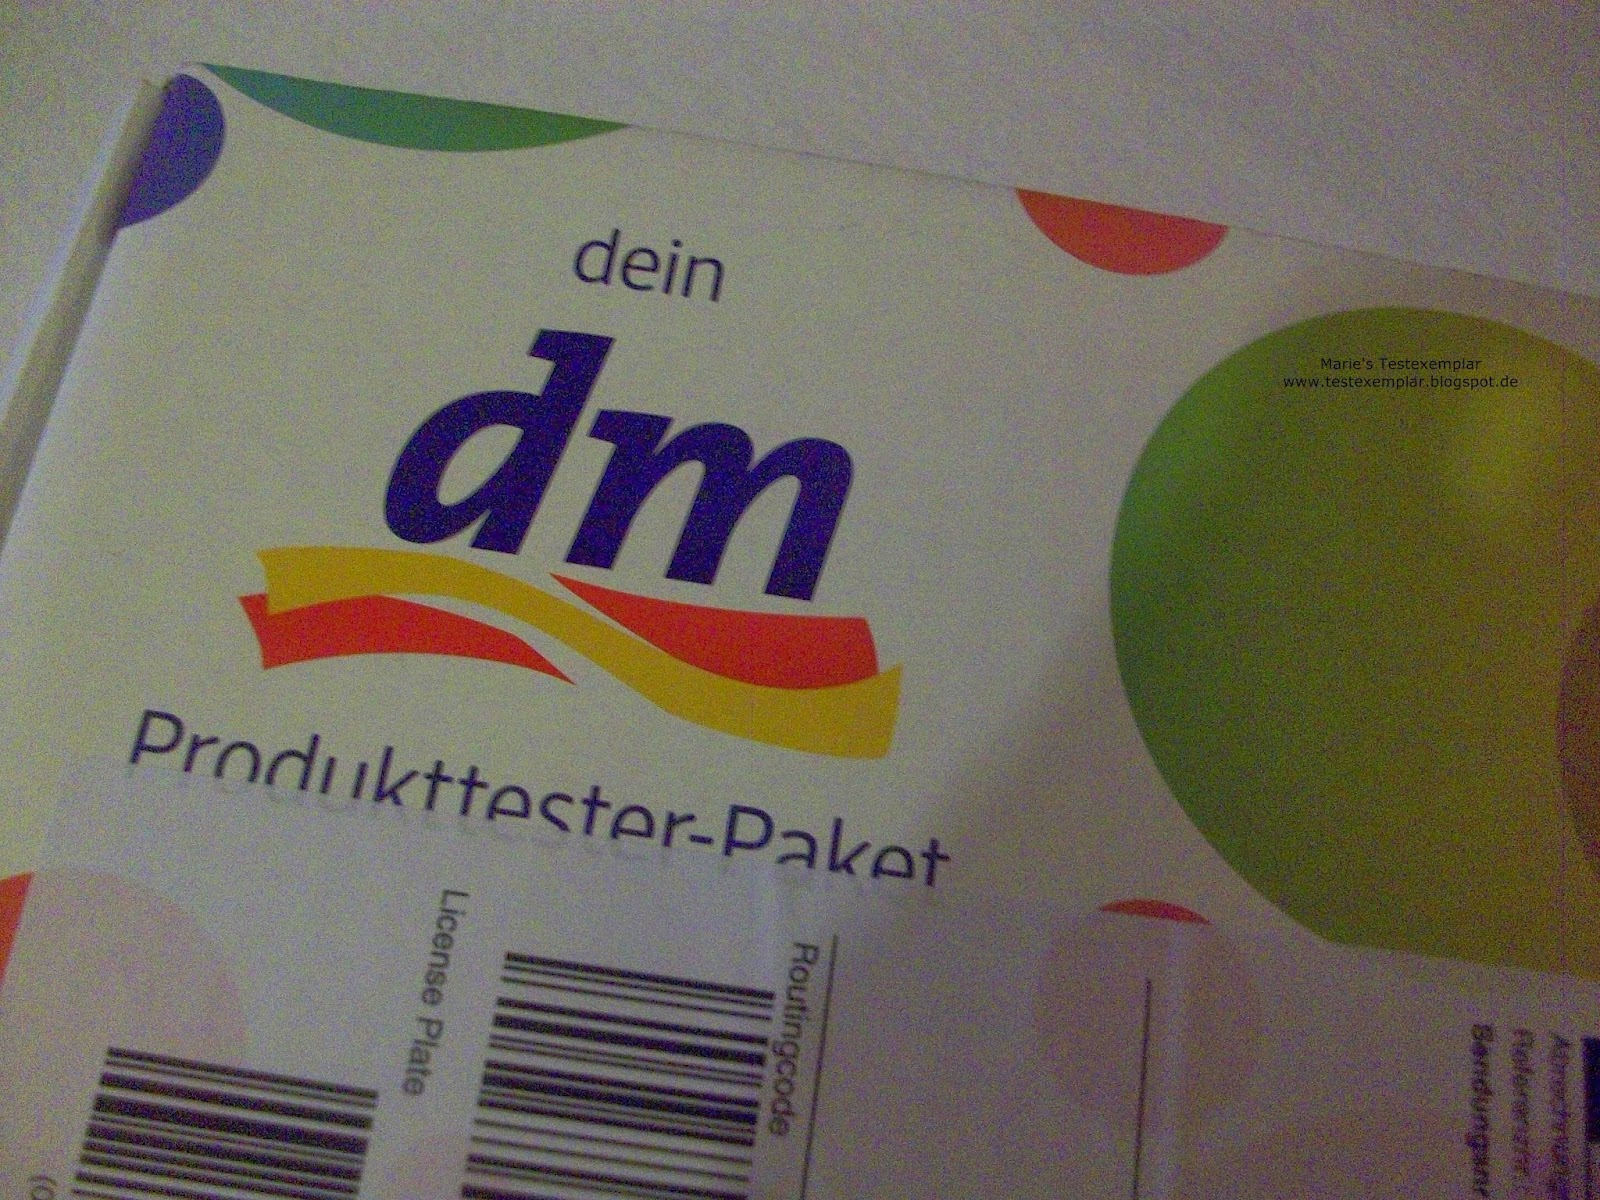 dein
dm
Produkttester-Paket
Marie's Testexemplar
www.testexemplar.blogspot.de
License Plate
Routingcode